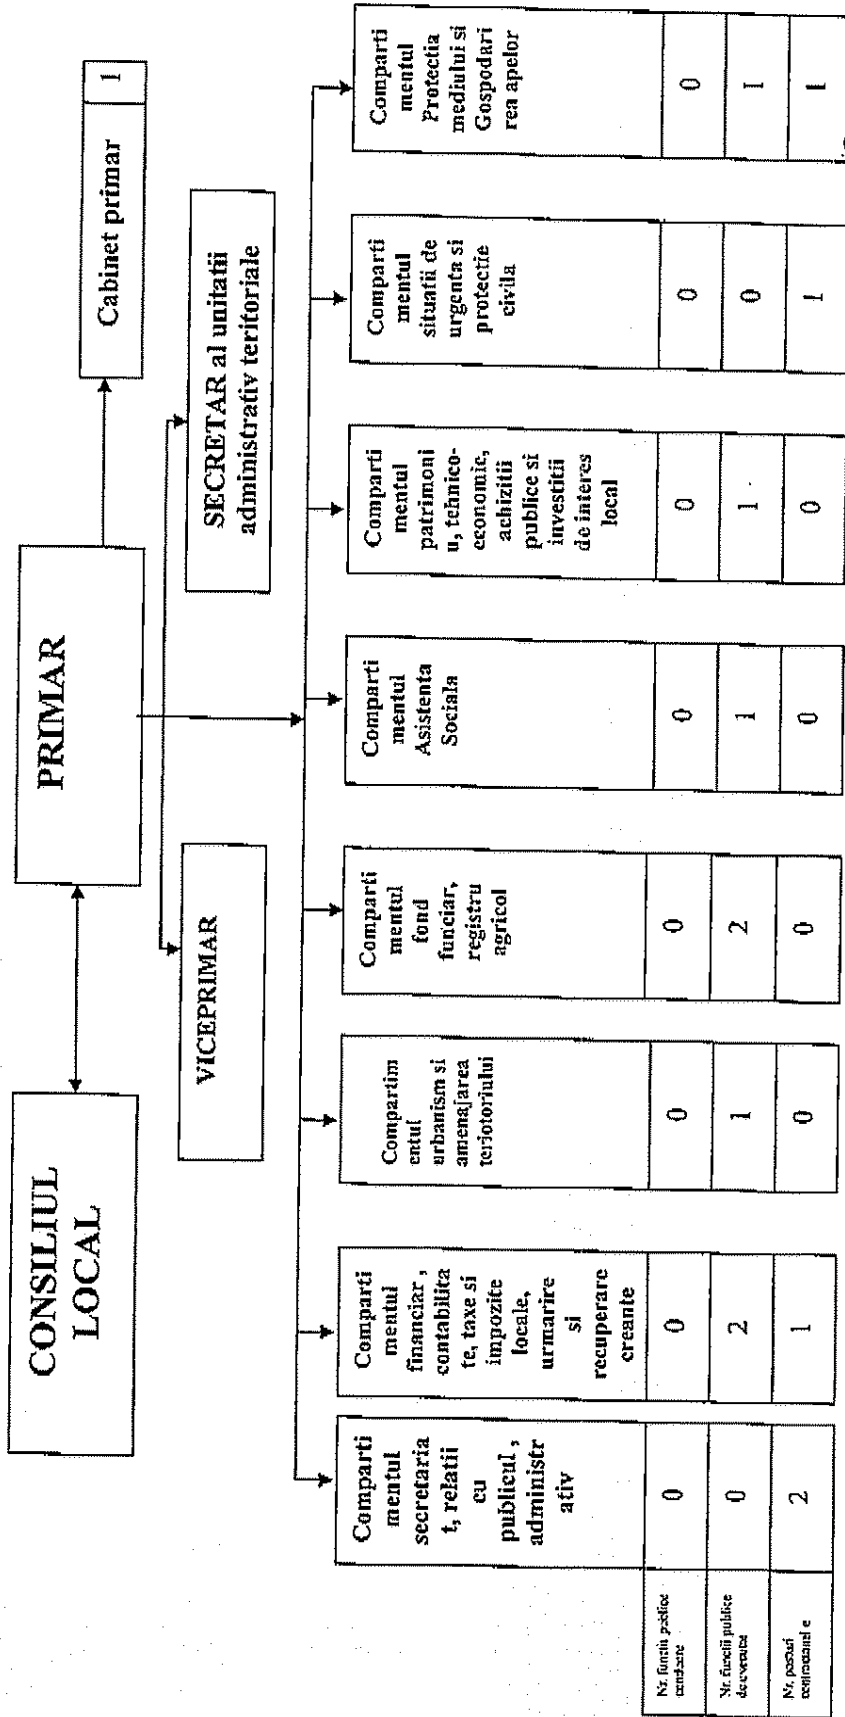 CONSILIUL
LOCAL
PRIMAR
Cabinet primar 1
VICEPRIMAR
SECRETAR al unitatii
administrativ teritoriale
Comparti
mentul
secretaria
t, relatii
cu
publicul,
administr
ativ
Comparti
mentul
financiar,
contabilita
te, taxe si
impozite
locale,
urmarire
si
recuperare
creante
Compartim
entul
urbanism si
amenajarea
teriotoriului
Comparti
mentul
fond
funciar,
registru
agricol
Comparti
mentul
Asistenta
Sociala
Comparti
mentul
patrimoni
u, tehnico-
economic,
achizitii
publice si
investitii
de interes
local
Comparti
mentul
situatii de
urgenta si
protectie
civila
Comparti
mentul
Protectia
mediului si
Gospodari
rea apelor
Nr. functii publice
0 0 0 0 0 0 0 0
Nr. functii publice
de executie
0 2 1 2 1 1 0 1
Nr. posturi
contractual e
2 1 0 0 0 0 1 1